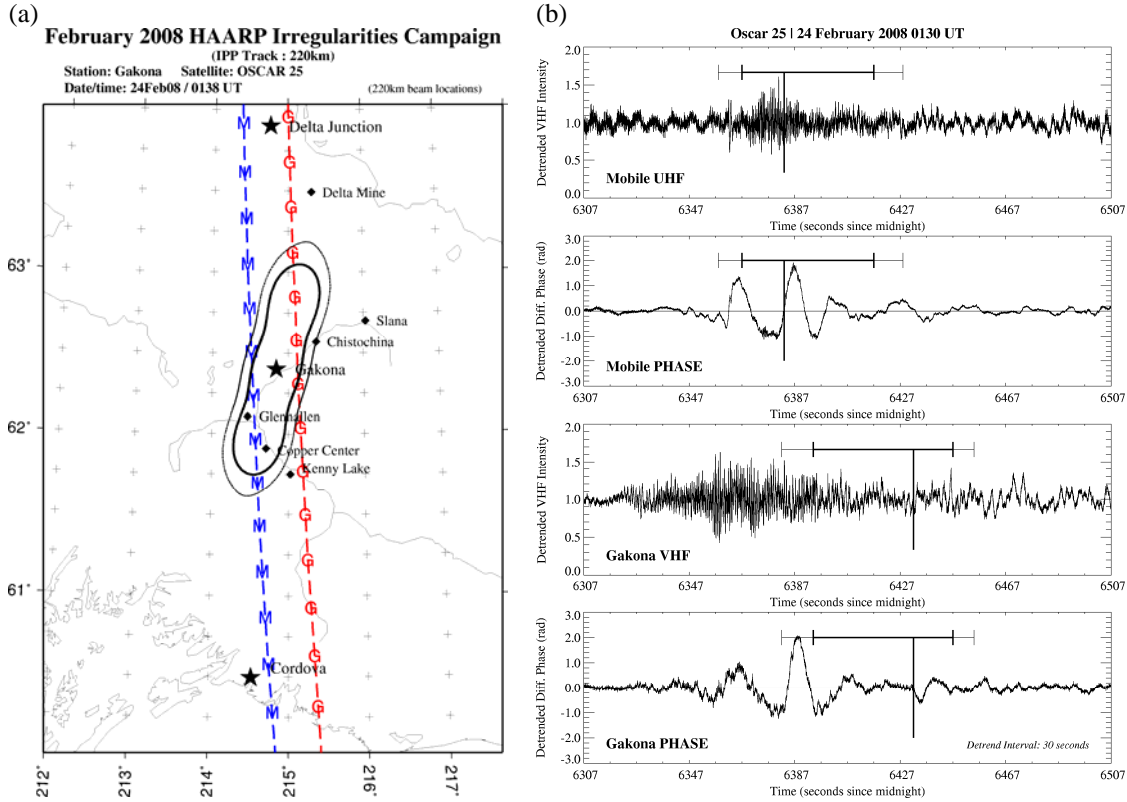 (a)
February 2008 HAARP Irregularities Campaign
(IPP Track : 220km)
Station: Gakona Satellite: OSCAR 25
Date/time: 24Feb08 / 0138 UT (220km beam locations)
M G Delta Junction
G
M
Delta Mine
G
M
G
63° M
G
M
Slana
G Chistochina
M
Gakona
G
M
Glennallen
62° G
M
Copper Center
Kenny Lake
G
M
G
M
G
61° M
G
M
G
M Cordova
G
M
212° 213° 214° 215° 216° 217°
(b)
Oscar 25 | 24 February 2008 0130 UT
Detrended VHF Intensity
2.0
1.5
1.0
0.5
0.0
Mobile UHF
6307 6347 6387 6427 6467 6507
Time (seconds since midnight)
Detrended Diff. Phase (rad)
3.0
2.0
1.0
0.0
-1.0
-2.0
-3.0
Mobile PHASE
6307 6347 6387 6427 6467 6507
Time (seconds since midnight)
Detrended VHF Intensity
2.0
1.5
1.0
0.5
0.0
Gakona VHF
6307 6347 6387 6427 6467 6507
Time (seconds since midnight)
Detrended Diff. Phase (rad)
3.0
2.0
1.0
0.0
-1.0
-2.0
-3.0
Gakona PHASE
Detrend Interval: 30 seconds
6307 6347 6387 6427 6467 6507
Time (seconds since midnight)